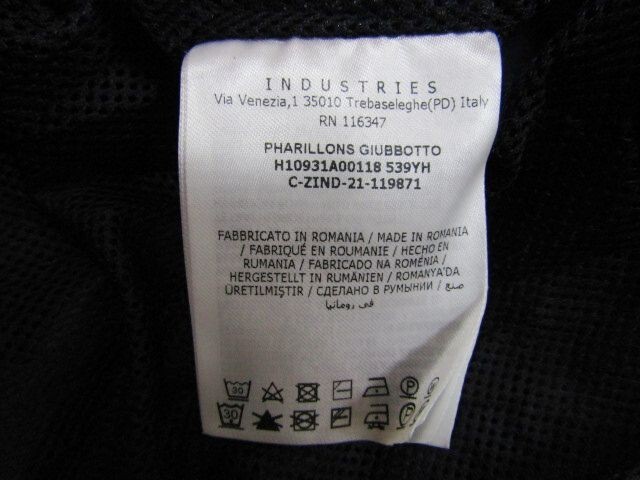 INDUSTRIES
Via Venezia,1 35010 Trebaseleghe(PD) Italy
RN 116347
PHARILLONS GIUBBOTTO
H10931A00118 539YH
C-ZIND-21-119871
FABBRICATO IN ROMANIA / MADE IN ROMANIA
/ FABRIQUÉ EN ROUMANIE / HECHO EN
RUMANIA / FABRICADO NA ROMÉNIA /
HERGESTELLT IN RUMÄNIEN / ROMANYA'DA
ÜRETILMIŞTIR / СДЕЛАНО В РУМЫНИИ / صنع
في رومانيا
30
P
30
P